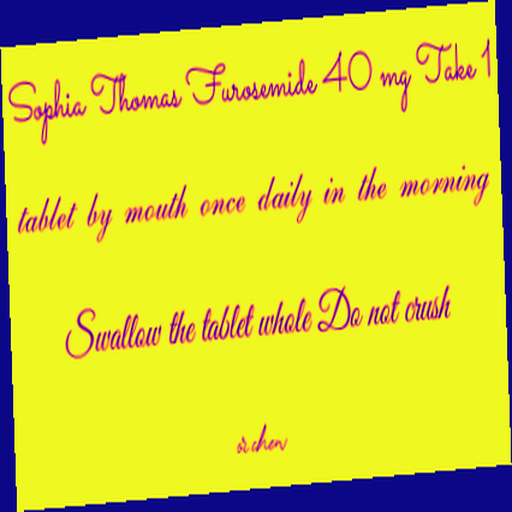 Sophia Thomas Furosemide 40 mg Take 1
tablet by mouth once daily in the morning
Swallow the tablet whole Do not crush
or chew